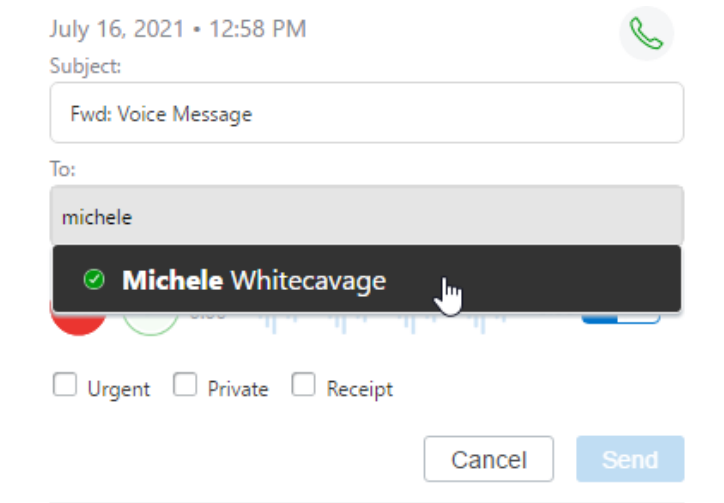 July 16, 2021 • 12:58 PM
Subject:
Fwd: Voice Message
To:
michele
Michele Whitecavage
Urgent Private Receipt
Cancel Send